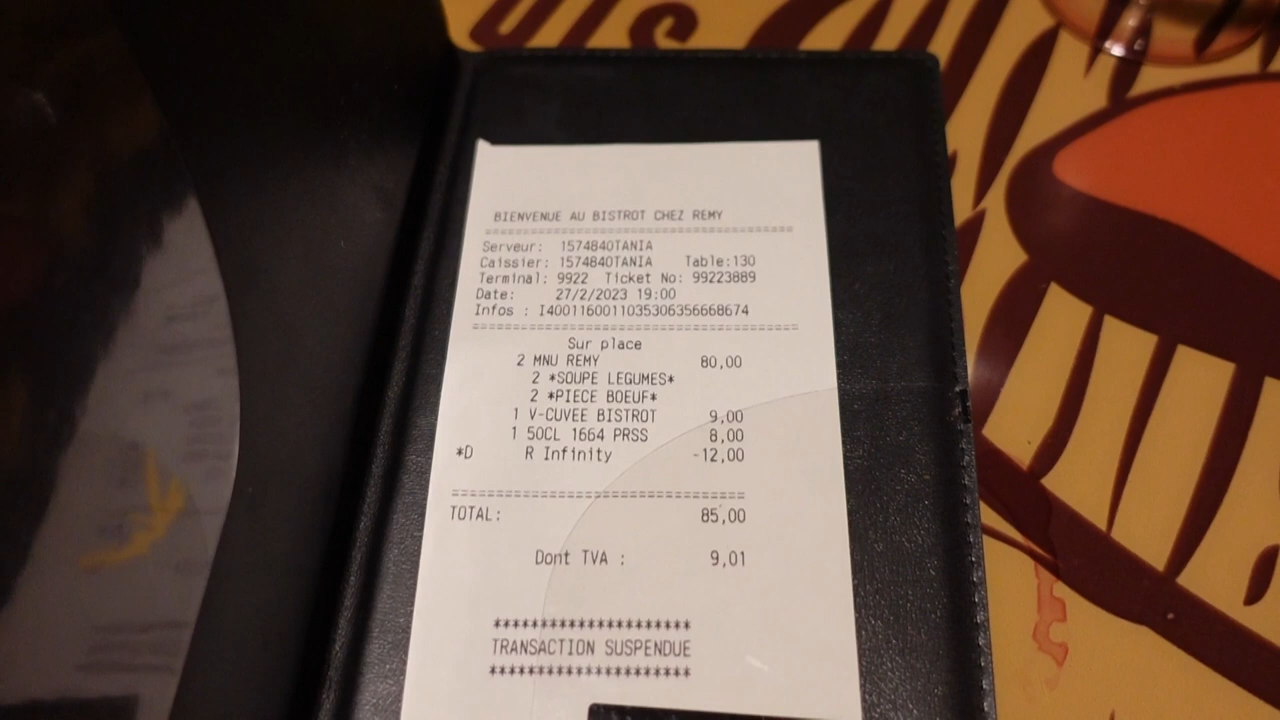 BIENVENUE AU BISTROT CHEZ REMY
=======================================
Serveur: 1574840TANIA
Caissier: 1574840TANIA Table:130
Terminal: 9922 Ticket No: 99223889
Date: 27/2/2023 19:00
Infos : I40011600110353063566686​74
=========================================
Sur place
2 MNU REMY 80,00
2 *SOUPE LEGUMES*
2 *PIECE BOEUF*
1 V-CUVEE BISTROT 9,00
1 50CL 1664 PRSS 8,00
*D R Infinity -12,00
=====================================
TOTAL: 85,00
Dont TVA : 9,01
**********************
TRANSACTION SUSPENDUE
**********************